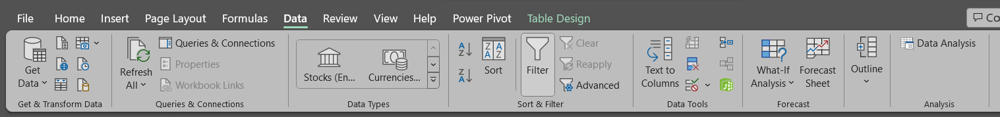 File Home Insert Page Layout Formulas Data Review View Help Power Pivot Table Design
Get Data
Refresh All
Queries & Connections
Properties
Workbook Links
Stocks (En...
Currencies...
Sort
Filter
Clear
Reapply
Advanced
Text to Columns
What-If Analysis
Forecast Sheet
Outline
Data Analysis
Get & Transform Data
Queries & Connections
Data Types
Sort & Filter
Data Tools
Forecast
Analysis